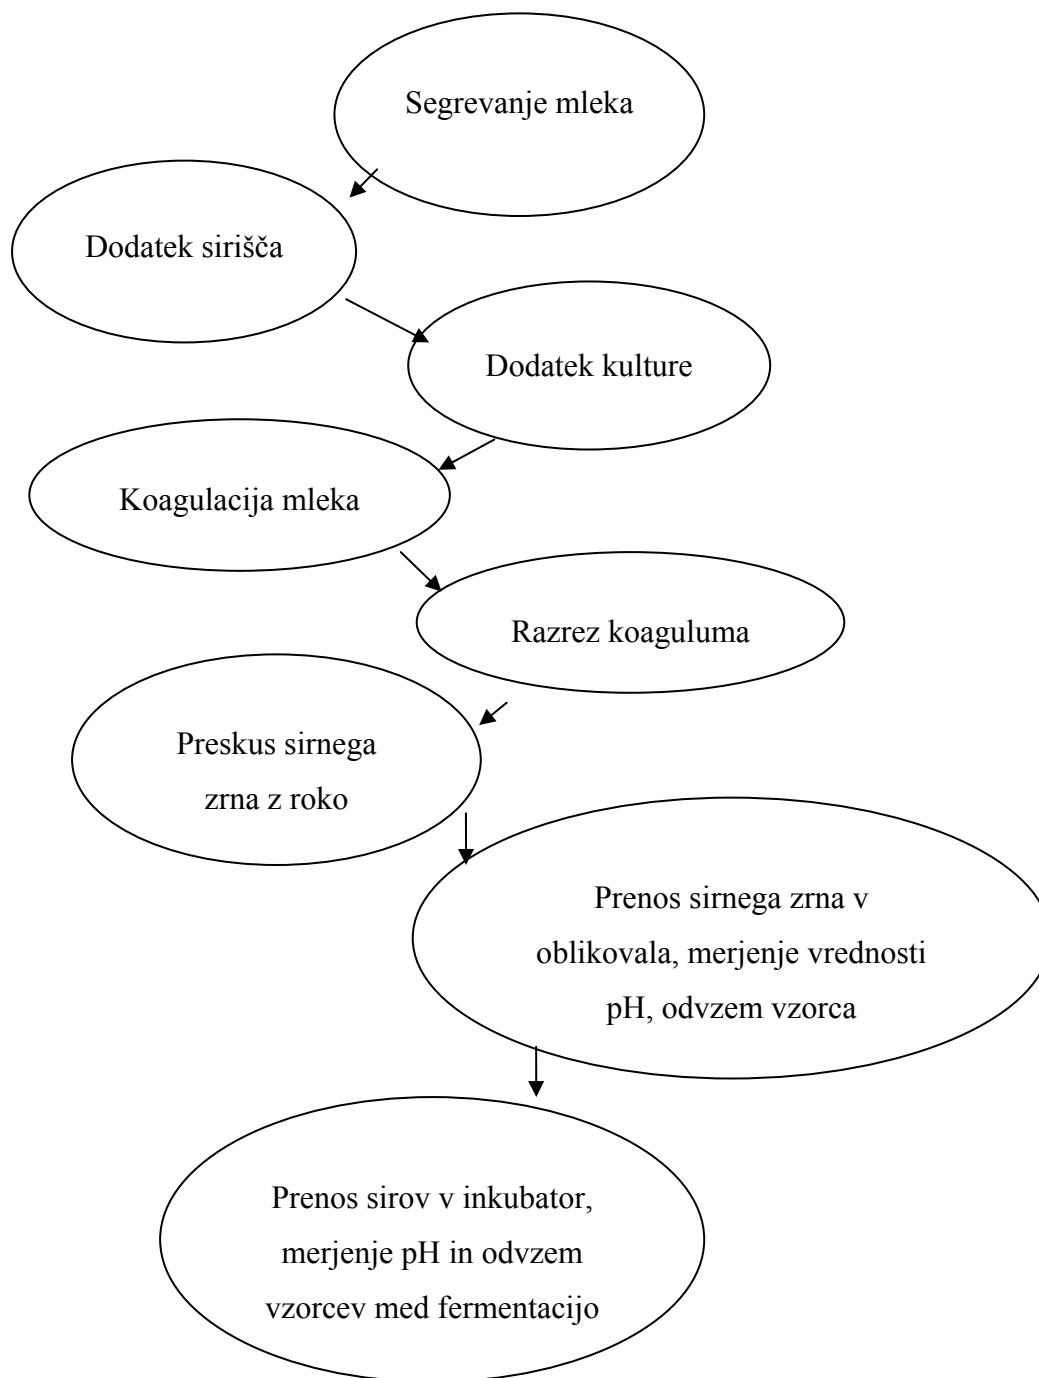 Segrevanje mleka
Dodatek sirišča
Dodatek kulture
Koagulacija mleka
Razrez koaguluma
Preskus sirnega
zrna z roko
Prenos sirnega zrna v
oblikovala, merjenje vrednosti
pH, odvzem vzorca
Prenos sirov v inkubator,
merjenje pH in odvzem
vzorcev med fermentacijo